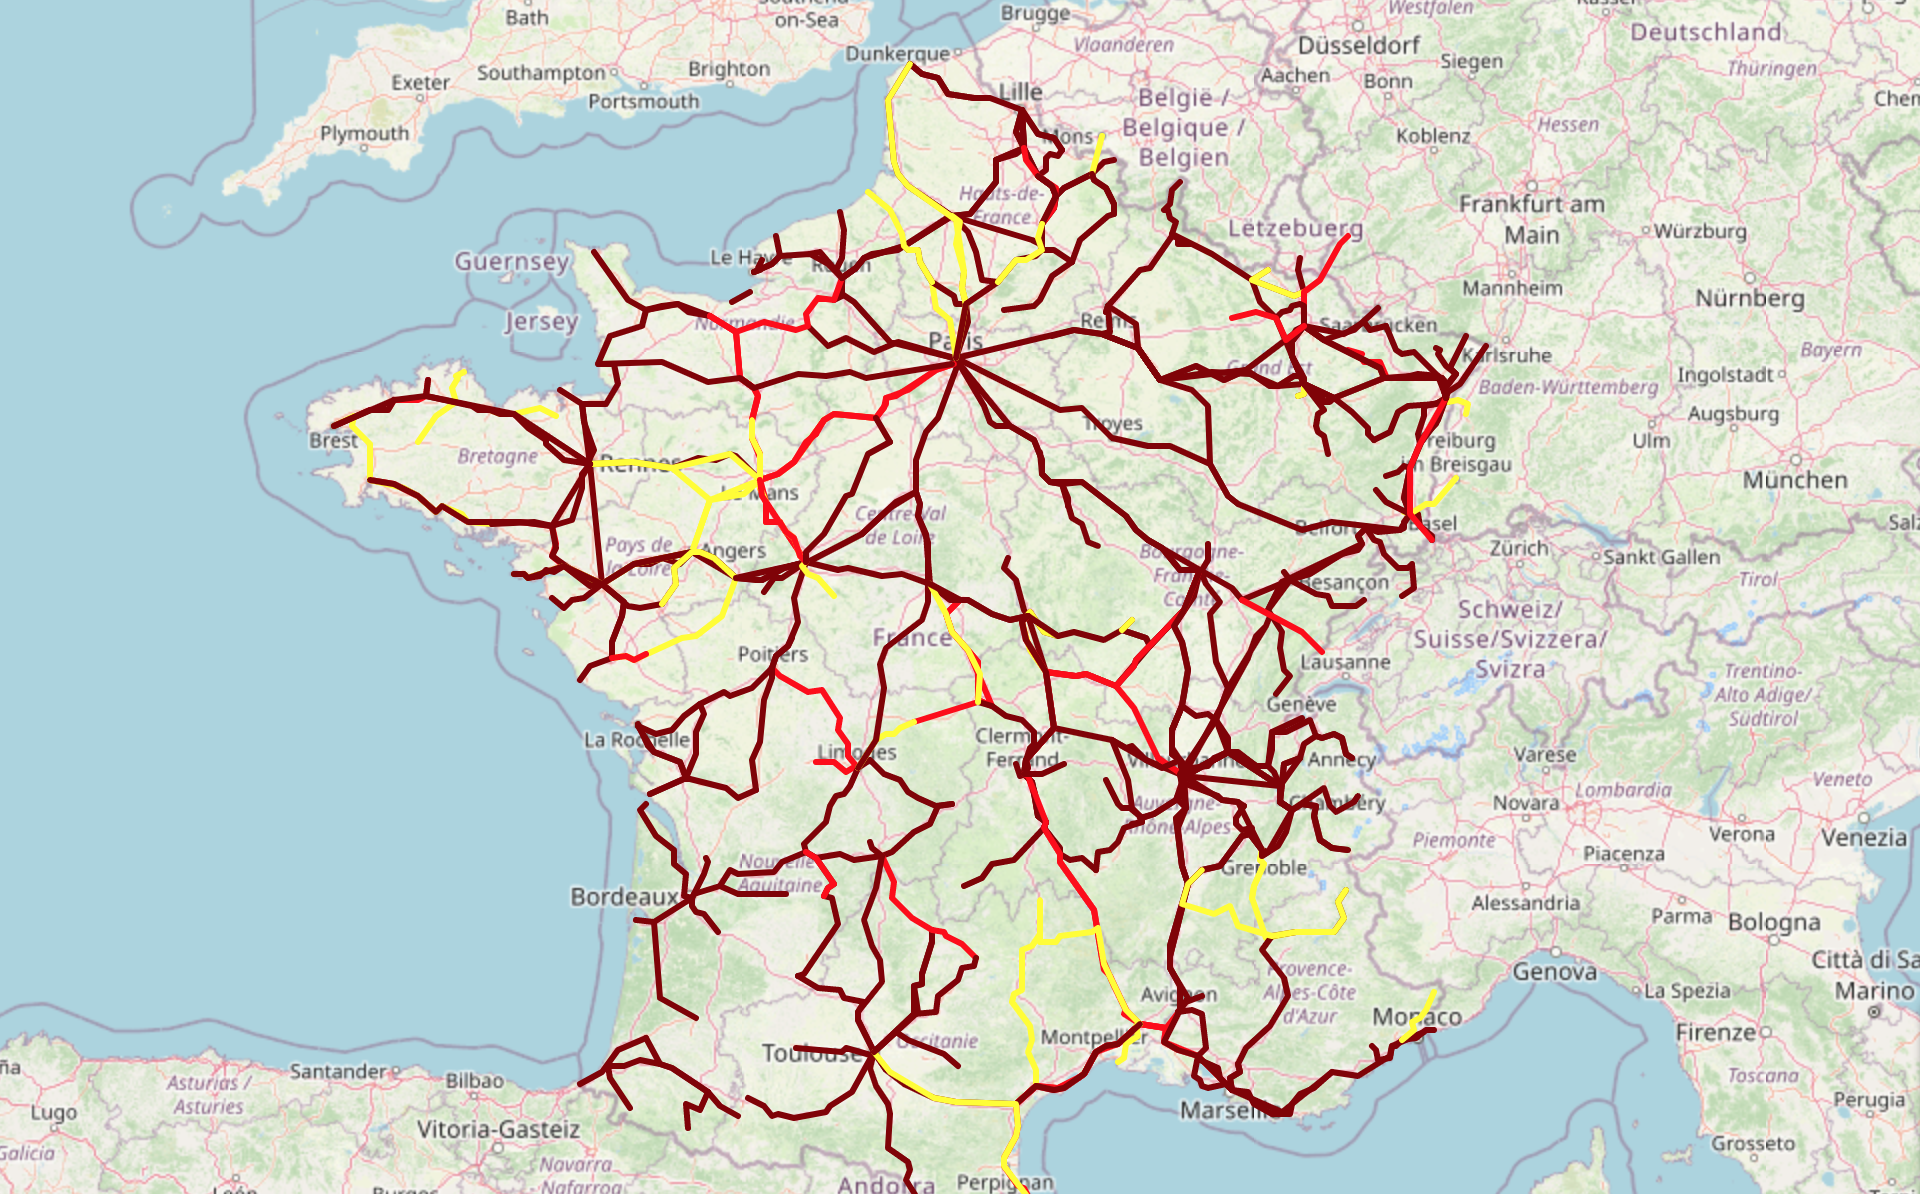 Bath
on-Sea
Brugge
Westfalen
Deutschland
Dunkerque
Vlaanderen
Düsseldorf
Exeter
Southampton
Brighton
Aachen
Siegen
Bonn
Thüringen
Portsmouth
Lille
België /
Belgique /
Belgien
Plymouth
Mons
Koblenz
Hessen
Hauts-de-
France
Frankfurt am
Main
Lëtzebuerg
Würzburg
Guernsey
Le Havre
Rouen
Mannheim
Nürnberg
Jersey
Normandie
Reims
Saarbrücken
Paris
Karlsruhe
Grand Est
Baden-Württemberg
Ingolstadt
Bayern
Troyes
Augsburg
Brest
Bretagne
Rennes
Freiburg
im Breisgau
Ulm
München
Le Mans
Centre-Val
de Loire
Pays de
la Loire
Angers
Belfort
Basel
Zürich
Sankt Gallen
Bourgogne-
Franche-
Comté
Besançon
Tirol
Schweiz/
Suisse/Svizzera/
Svizra
France
Poitiers
Lausanne
Trentino-
Alto Adige/
Sudtirol
Genève
La Rochelle
Limoges
Clermont-
Ferrand
Villeurbanne
Annecy
Varese
Veneto
Auvergne-
Rhône-Alpes
Chambéry
Novara
Lombardia
Verona
Venezia
Piemonte
Nouvelle
Aquitaine
Grenoble
Piacenza
Bordeaux
Alessandria
Parma
Bologna
Provence-
Alpes-Côte
d'Azur
Avignon
Genova
La Spezia
Città di Sa
Marino
Monaco
Firenze
Toulouse
Occitanie
Montpellier
Santander
Bilbao
Asturias /
Asturies
Toscana
Lugo
Vitoria-Gasteiz
Marseille
Perugia
Galicia
Navarra
Nafarroa
Andorra
Perpignan
Grosseto